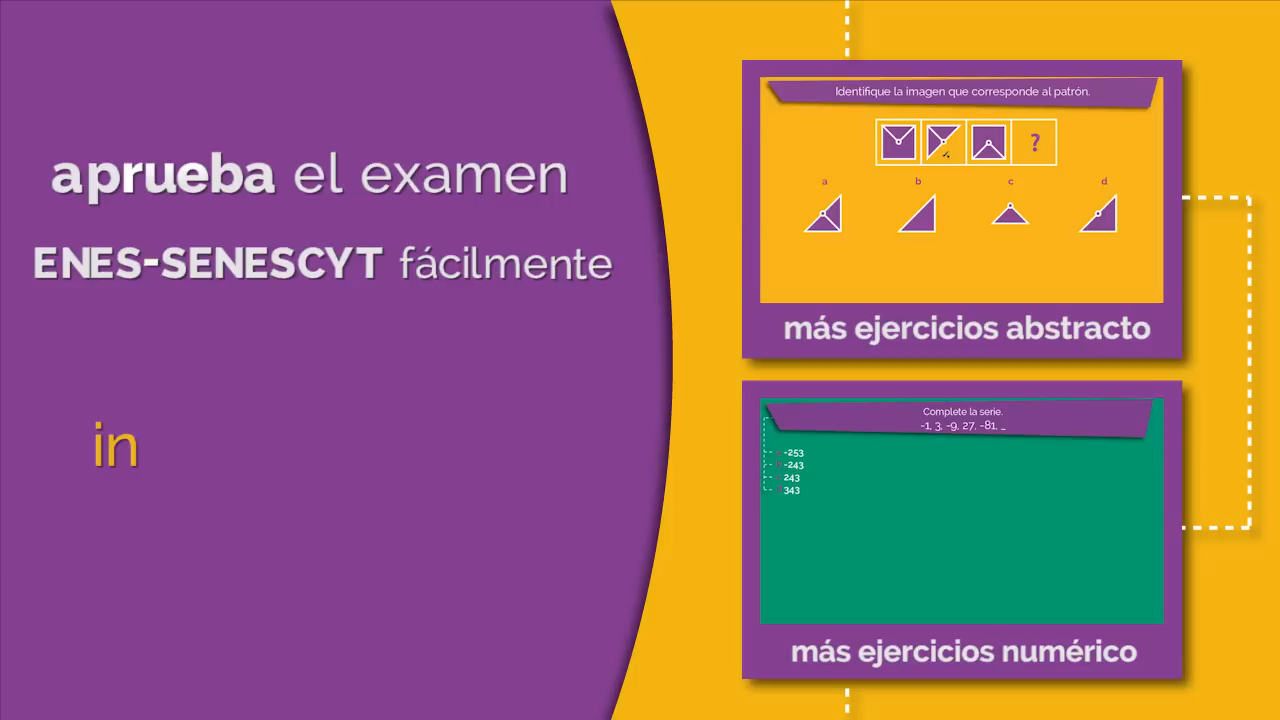 aprueba el examen
ENES-SENESCYT fácilmente
in
Identifique la imagen que corresponde al patrón.
?
a b c d
más ejercicios abstracto
Complete la serie.
-1, 3, -9, 27, -81, _
-253
-243
243
343
más ejercicios numérico